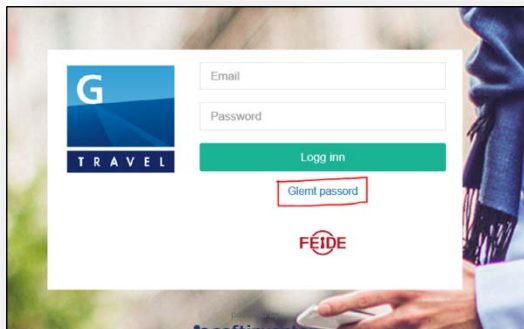 G
TRAVEL
Email
Password
Logg inn
Glemt passord
FEIDE